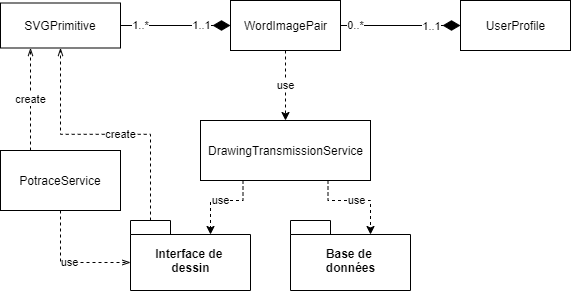 SVGPrimitive
1..*
1..1
WordImagePair
0..*
1..1
UserProfile
create
use
create
DrawingTransmissionService
PotraceService
use
use
use
Interface de
dessin
Base de
données